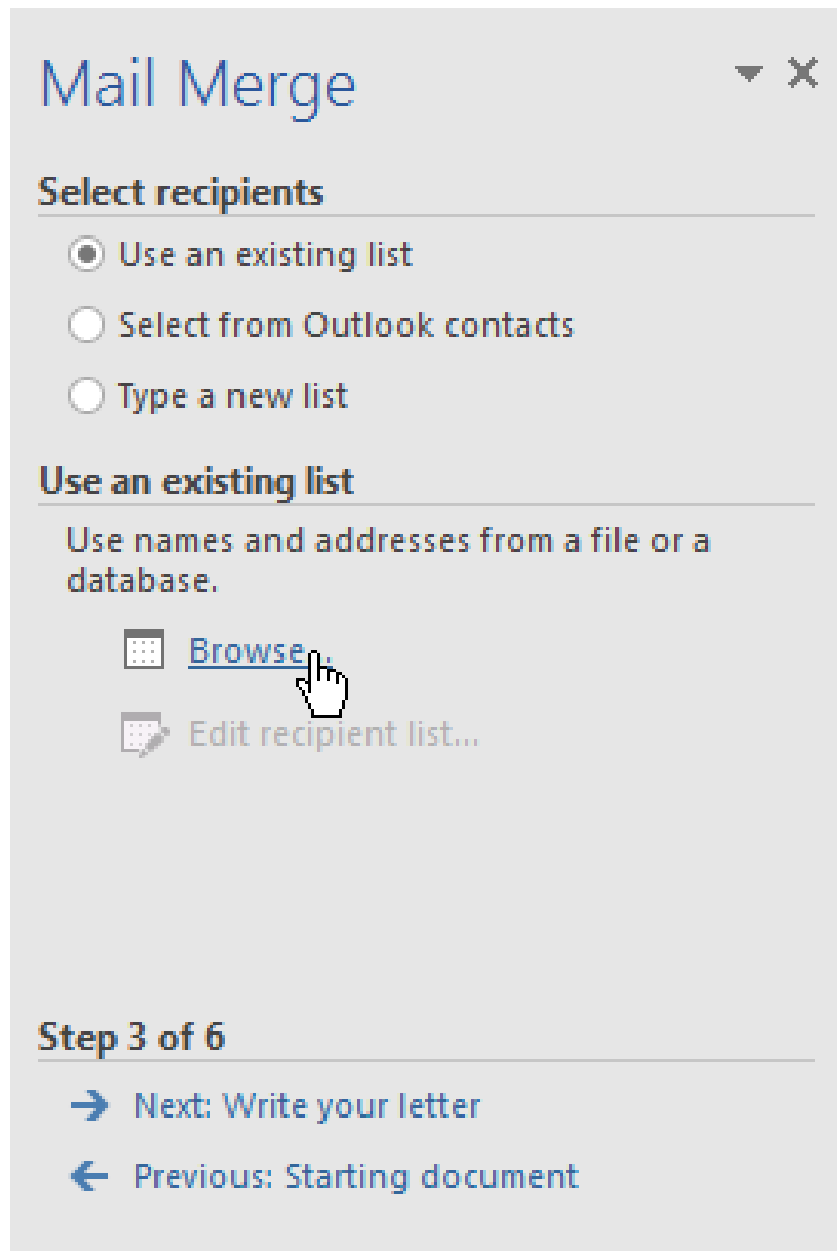 Mail Merge
Select recipients
Use an existing list
Select from Outlook contacts
Type a new list
Use an existing list
Use names and addresses from a file or a
database.
Browse...
Edit recipient list...
Step 3 of 6
Next: Write your letter
Previous: Starting document